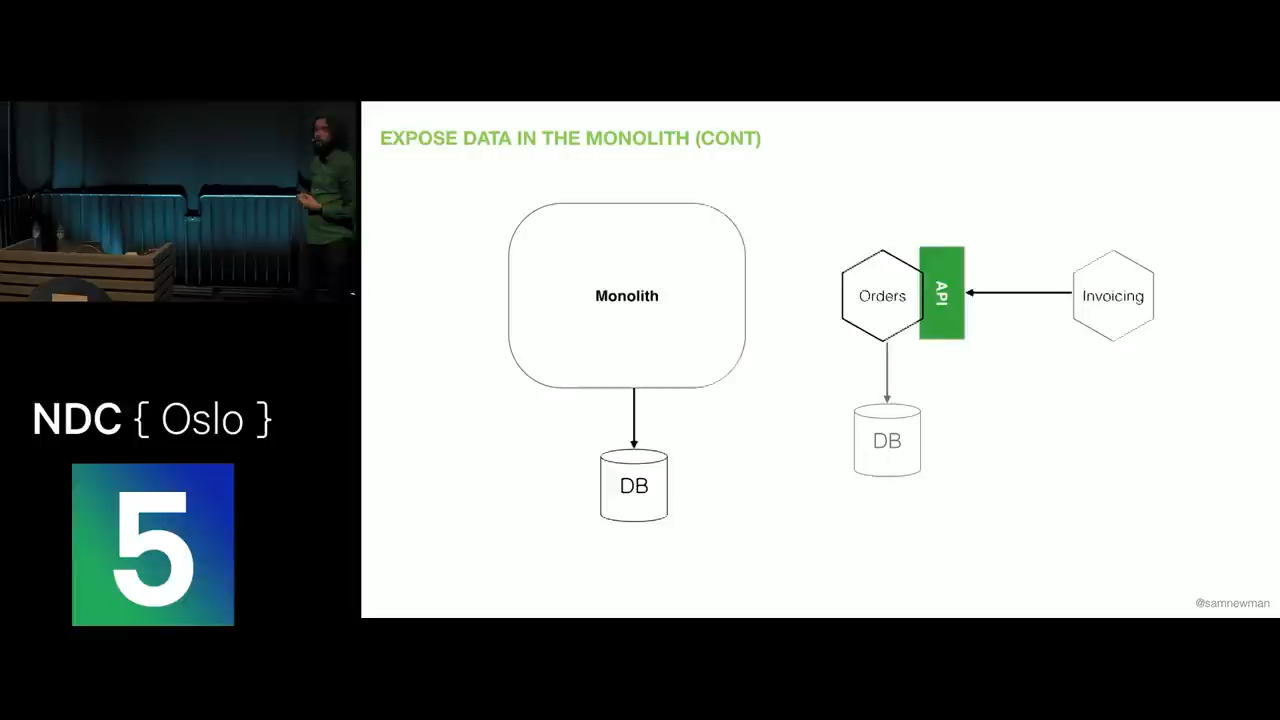 EXPOSE DATA IN THE MONOLITH (CONT)
Monolith
DB
Orders
API
Invoicing
DB
NDC { Oslo }
5
@samnewman